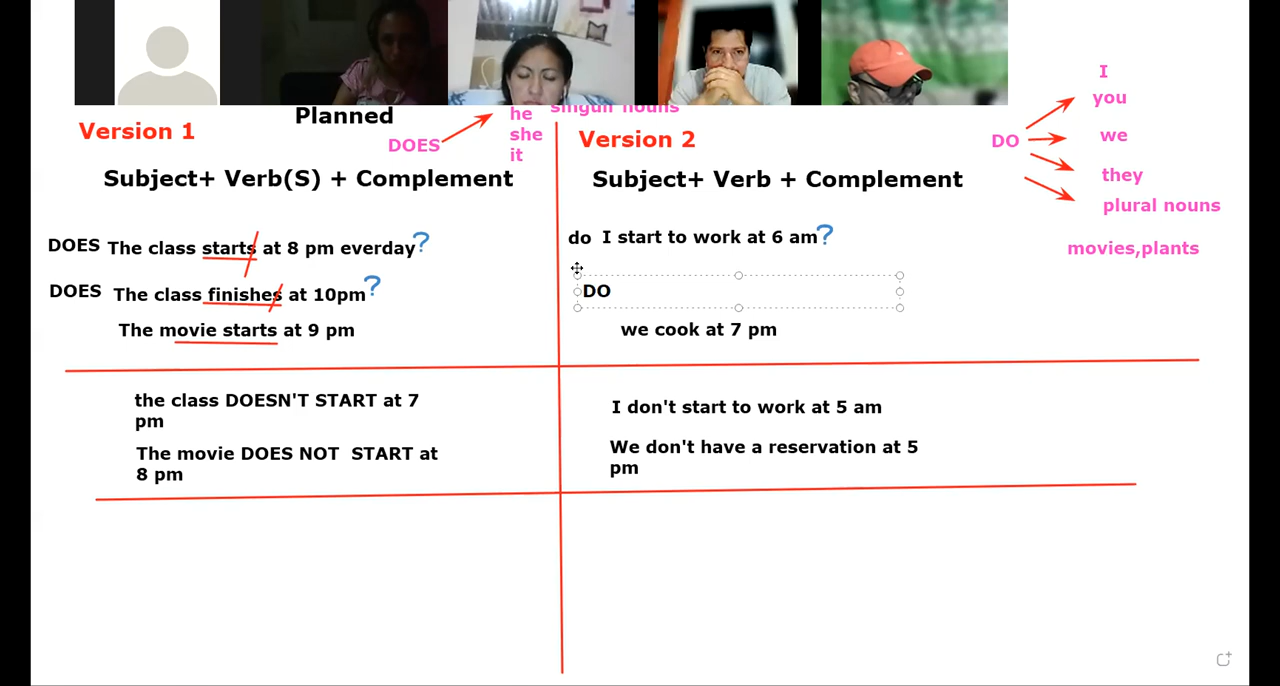 Planned
singulr nouns
Version 1
DOES
he
she
it
Version 2
DO
I
you
we
they
plural nouns
movies,plants
Subject+ Verb(S) + Complement
Subject+ Verb + Complement
DOES The class starts at 8 pm everday?
DOES The class finishes at 10pm?
The movie starts at 9 pm
do I start to work at 6 am?
DO
we cook at 7 pm
the class DOESN'T START at 7
pm
The movie DOES NOT START at
8 pm
I don't start to work at 5 am
We don't have a reservation at 5
pm